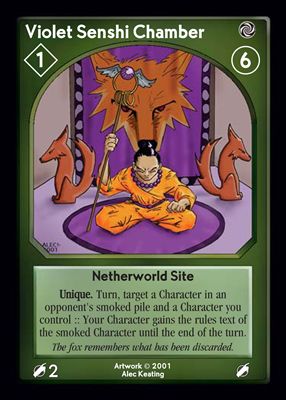 Violet Senshi Chamber
1
6
ALEC K
2001
Netherworld Site
Unique. Turn, target a Character in an
opponent's smoked pile and a Character you
control :: Your Character gains the rules text of
the smoked Character until the end of the turn.
The fox remembers what has been discarded.
2
Artwork © 2001
Alec Keating